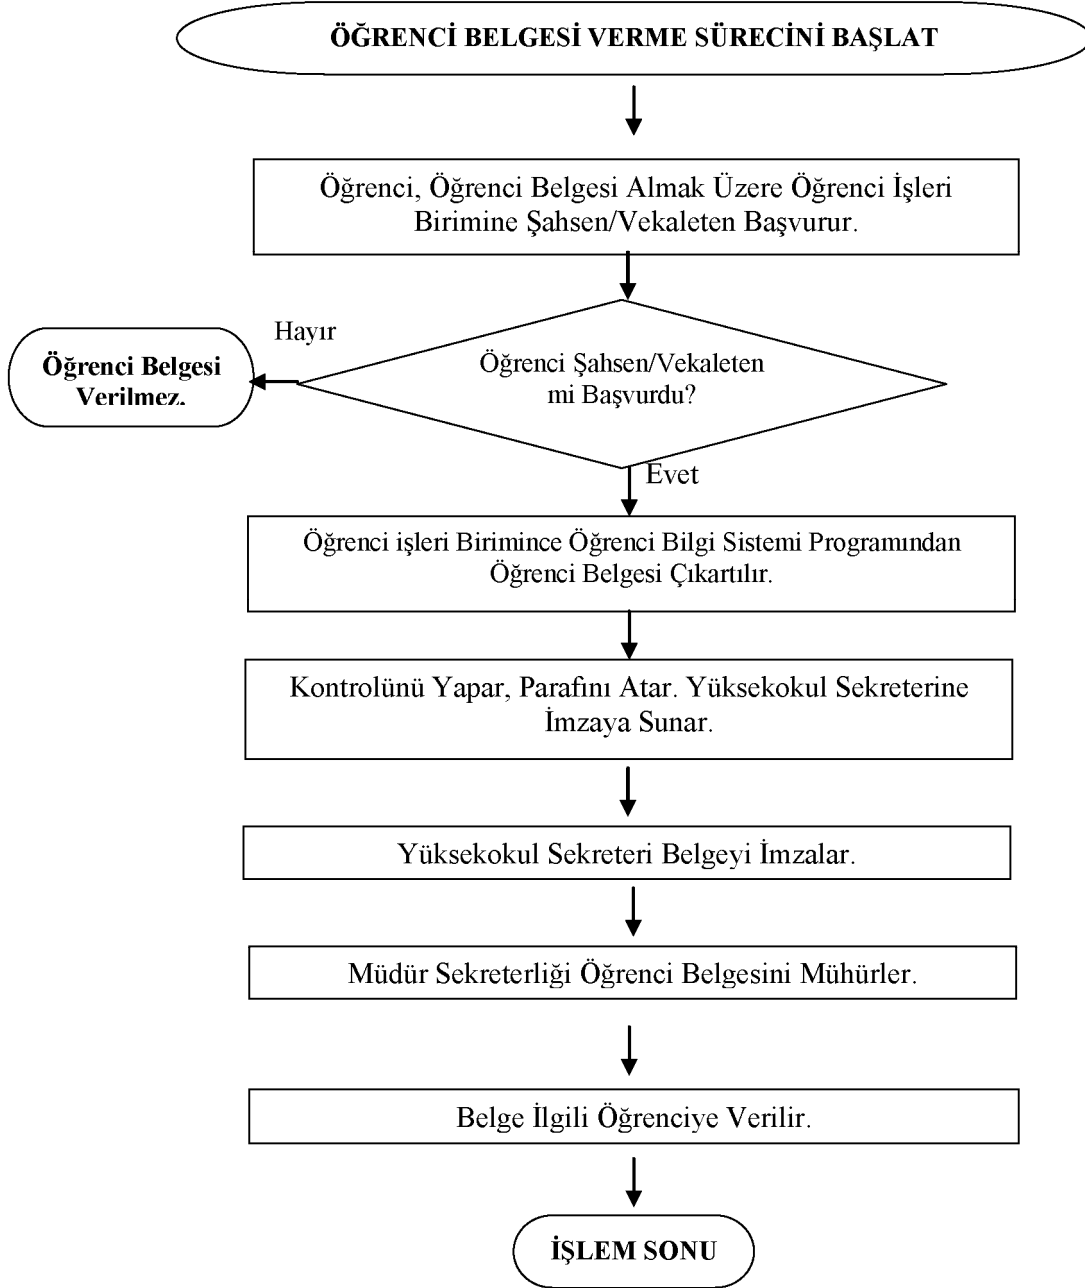 ÖĞRENCİ BELGESİ VERME SÜRECİNİ BAŞLAT
Öğrenci, Öğrenci Belgesi Almak Üzere Öğrenci İşleri
Birimine Şahsen/Vekaleten Başvurur.
Hayır
Öğrenci Belgesi
Verilmez.
Öğrenci Şahsen/Vekaleten
mi Başvurdu?
Evet
Öğrenci işleri Birimince Öğrenci Bilgi Sistemi Programından
Öğrenci Belgesi Çıkartılır.
Kontrolünü Yapar, Parafını Atar. Yüksekokul Sekreterine
İmzaya Sunar.
Yüksekokul Sekreteri Belgeyi İmzalar.
Müdür Sekreterliği Öğrenci Belgesini Mühürler.
Belge İlgili Öğrenciye Verilir.
İŞLEM SONU